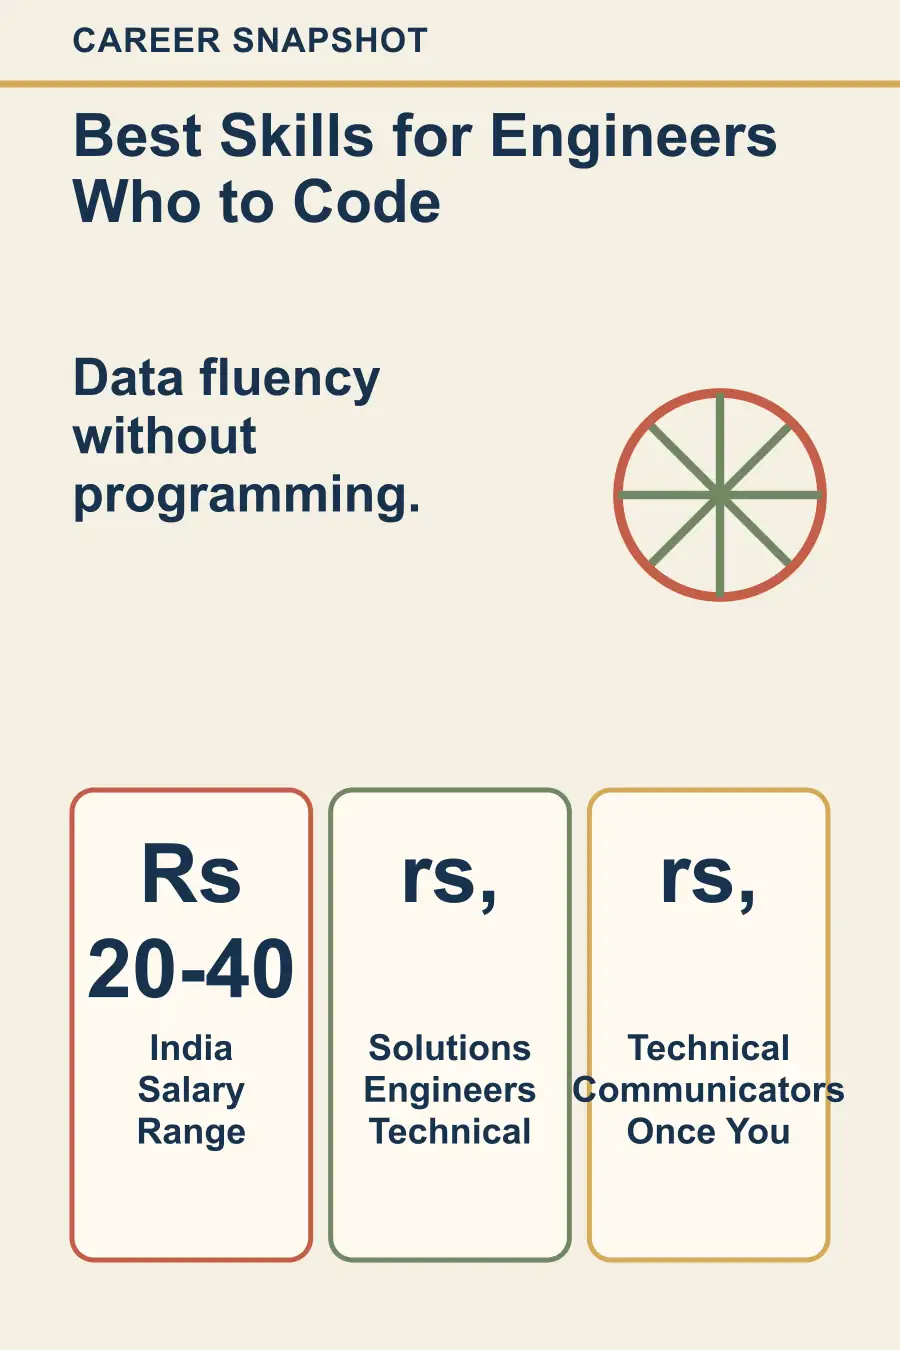 CAREER SNAPSHOT
Best Skills for Engineers
Who to Code
Data fluency
without
programming.
Rs
20-40
India
Salary
Range
rs,
Solutions
Engineers
Technical
rs,
Technical
Communicators
Once You